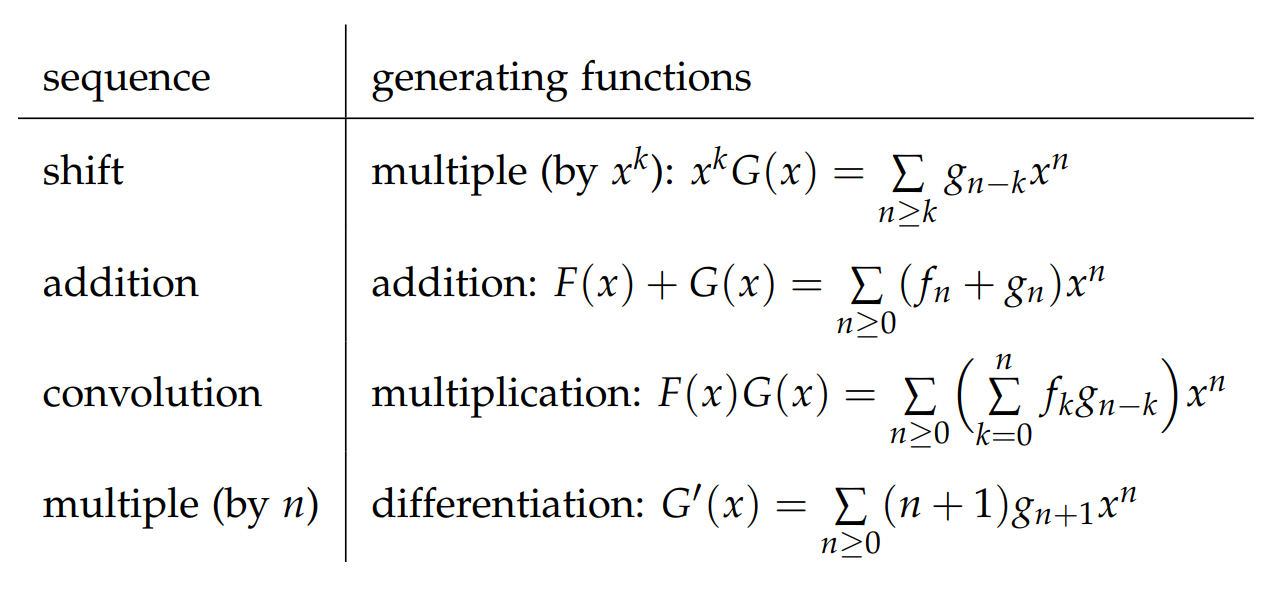 sequence | generating functions
shift | multiple (by $x^k$): $x^k G(x) = \sum_{n \geq k} g_{n-k} x^n$
addition | addition: $F(x) + G(x) = \sum_{n \geq 0} (f_n + g_n) x^n$
convolution | multiplication: $F(x)G(x) = \sum_{n \geq 0} \left( \sum_{k=0}^{n} f_k g_{n-k} \right) x^n$
multiple (by $n$) | differentiation: $G'(x) = \sum_{n \geq 0} (n+1) g_{n+1} x^n$